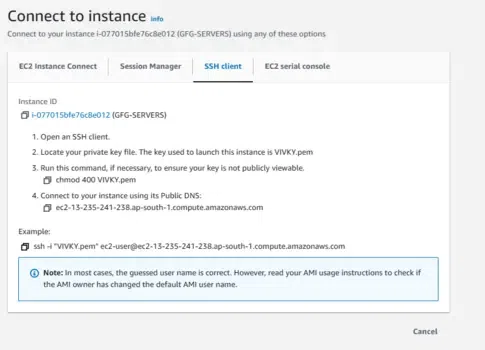 Connect to instance Info
Connect to your instance i-077015bfe76c8e012 (GFG-SERVERS) using any of these options
EC2 Instance Connect
Session Manager
SSH client
EC2 serial console
Instance ID
i-077015bfe76c8e012 (GFG-SERVERS)
1. Open an SSH client.
2. Locate your private key file. The key used to launch this instance is VIVKY.pem
3. Run this command, if necessary, to ensure your key is not publicly viewable.
chmod 400 VIVKY.pem
4. Connect to your instance using its Public DNS:
ec2-13-235-241-238.ap-south-1.compute.amazonaws.com
Example:
ssh -i "VIVKY.pem" ec2-user@ec2-13-235-241-238.ap-south-1.compute.amazonaws.com
Note: In most cases, the guessed user name is correct. However, read your AMI usage instructions to check if
the AMI owner has changed the default AMI user name.
Cancel